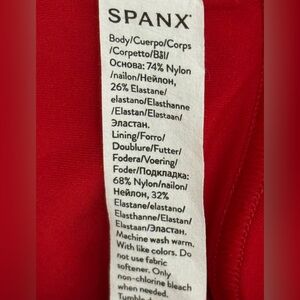 SPANX
Body/Cuerpo/Corps
/Corpetto/Bål/
Основа: 74% Nylon
/nailon/Нейлон,
26% Elastane/
elastano/Elasthanne
/Elastan/Elastaan/
Эластан.
Lining/Forro/
Doublure/Futter/
Fodera/Voering/
Foder/Подкладка:
68% Nylon/nailon/
Нейлон, 32%
Elastane/elastano/
Elasthanne/Elastan/
Elastaan/Эластан.
Machine wash warm.
With like colors. Do
not use fabric
softener. Only
non-chlorine bleach
when needed.
Tumble